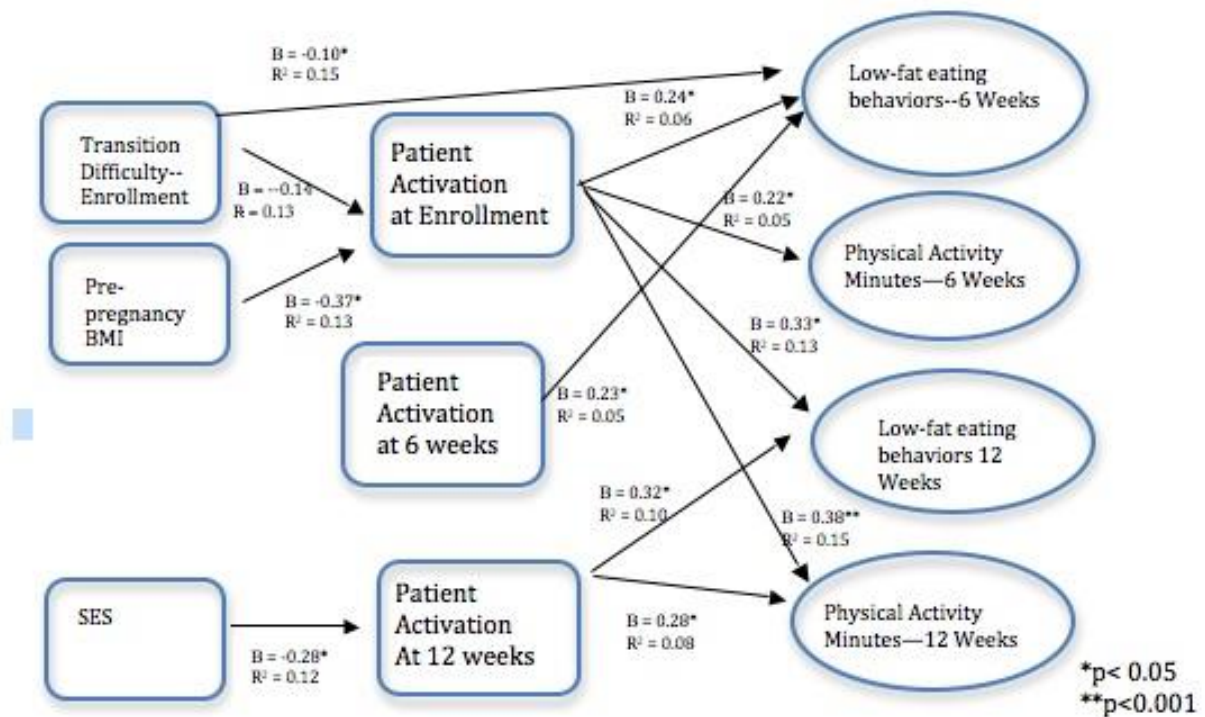 B = -0.10*
R² = 0.15
Low-fat eating
behaviors--6 Weeks
B = 0.24*
R² = 0.06
Transition
Difficulty--
Enrollment
Patient
Activation
at Enrollment
B = --0.14
R = 0.13
B = 0.22*
R² = 0.05
Physical Activity
Minutes—6 Weeks
Pre-
pregnancy
BMI
B = -0.37*
R² = 0.13
B = 0.33*
R² = 0.13
Patient
Activation
at 6 weeks
B = 0.23*
R² = 0.05
Low-fat eating
behaviors 12
Weeks
B = 0.32*
R² = 0.10
B = 0.38**
R² = 0.15
SES
B = -0.28*
R² = 0.12
Patient
Activation
At 12 weeks
B = 0.28*
R² = 0.08
Physical Activity
Minutes—12 Weeks
*p< 0.05
**p<0.001